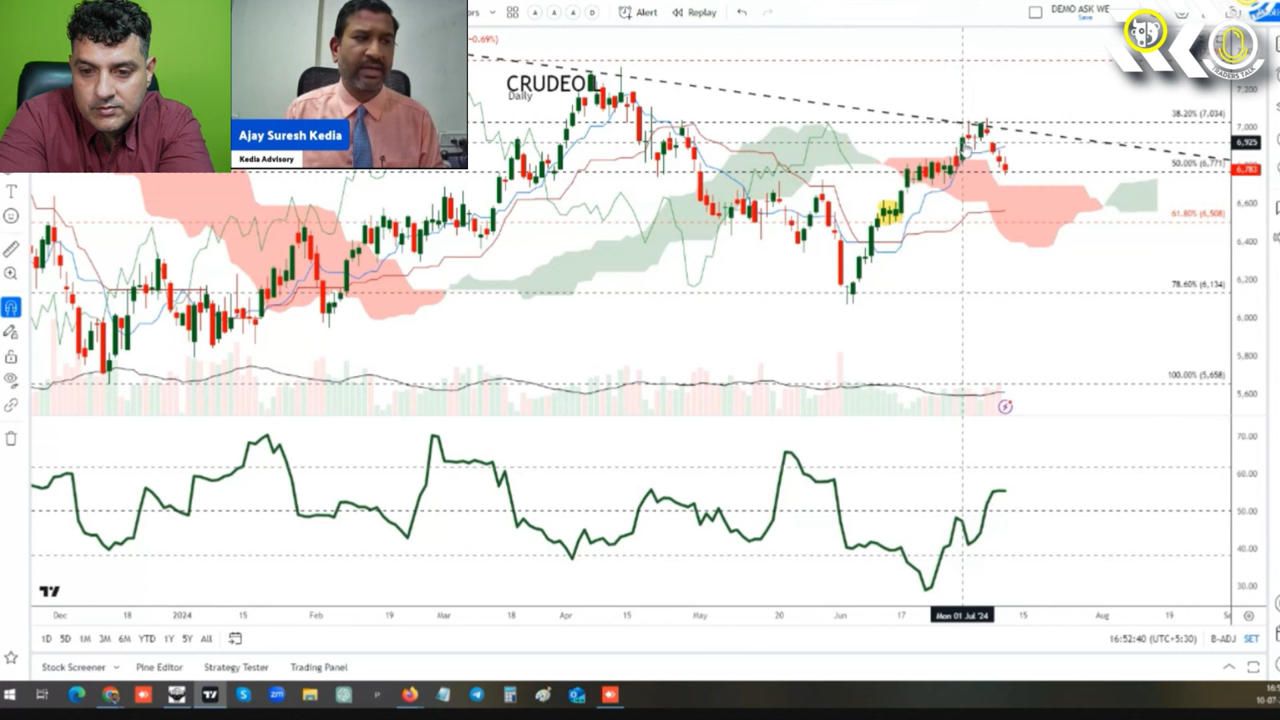 Alert
Replay
DEMO ASK WE
Save
TRADERS TALK
-0.69%)
CRUDEOIL
Daily
Ajay Suresh Kedia
Kedia Advisory
38.20% (7,034)
50.00% (6,771)
61.80% (6,508)
78.60% (6,134)
100.00% (5,658)
7,200
7,000
6,925
6,783
6,600
6,400
6,200
6,000
5,800
5,600
70.00
60.00
50.00
40.00
30.00
Dec 18 2024 15 Feb 19 Mar 18 Apr 15 May 20 Jun 17 Mon 01 Jul '24 15 Aug 19
1D 5D 1M 3M 6M YTD 1Y 5Y All
16:52:40 (UTC+5:30) B-ADJ SET
Stock Screener Pine Editor Strategy Tester Trading Panel